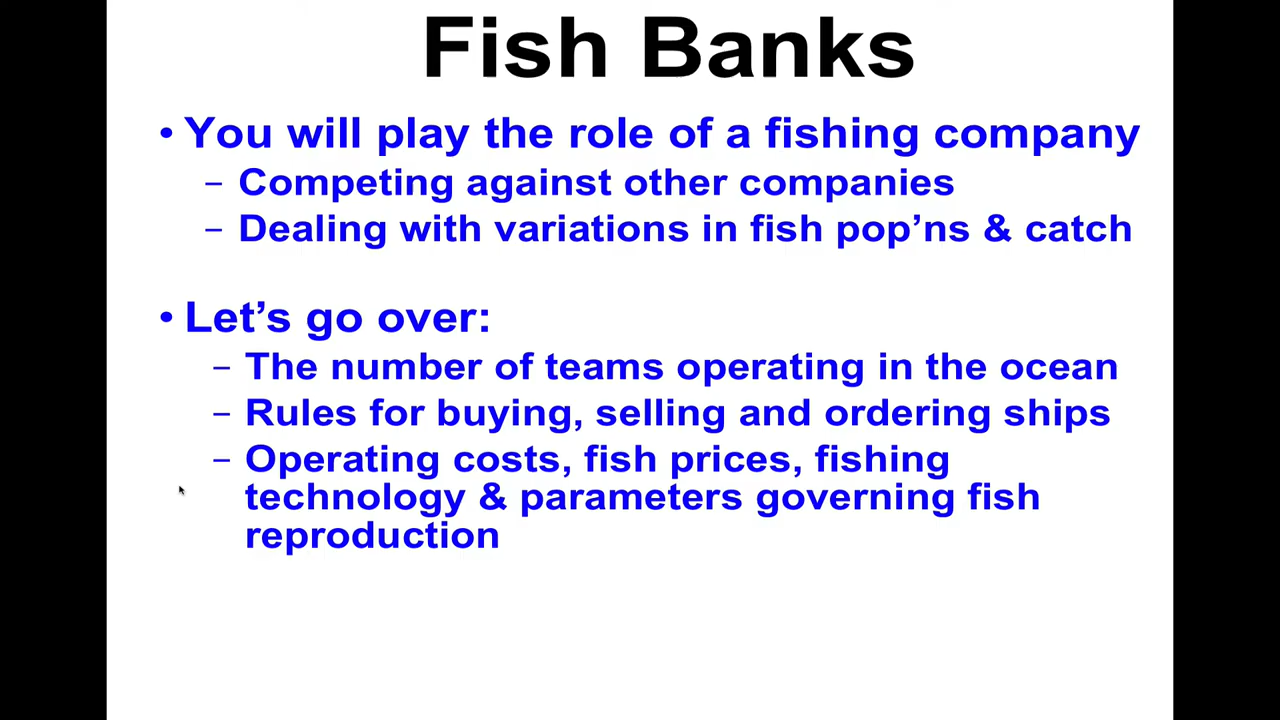 Fish Banks
• You will play the role of a fishing company
– Competing against other companies
– Dealing with variations in fish pop’ns & catch
• Let’s go over:
– The number of teams operating in the ocean
– Rules for buying, selling and ordering ships
– Operating costs, fish prices, fishing
technology & parameters governing fish
reproduction